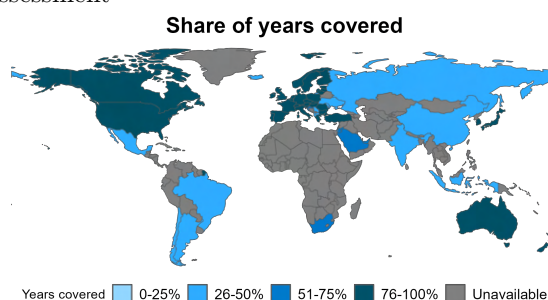 Share of years covered
Years covered 0-25% 26-50% 51-75% 76-100% Unavailable